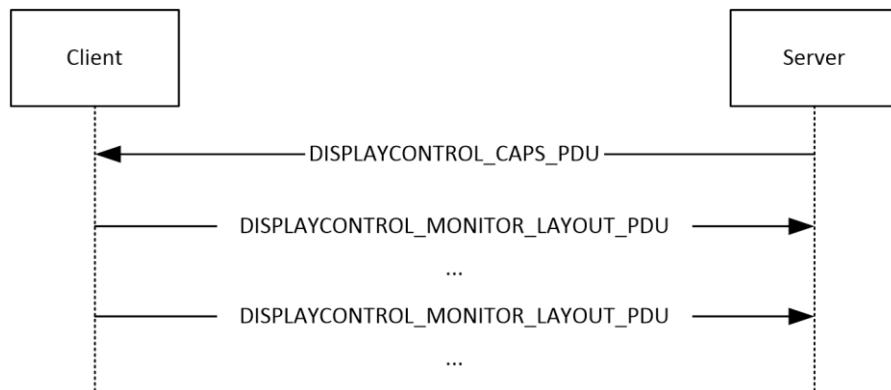 Client
Server
DISPLAYCONTROL_CAPS_PDU
DISPLAYCONTROL_MONITOR_LAYOUT_PDU
...
DISPLAYCONTROL_MONITOR_LAYOUT_PDU
...